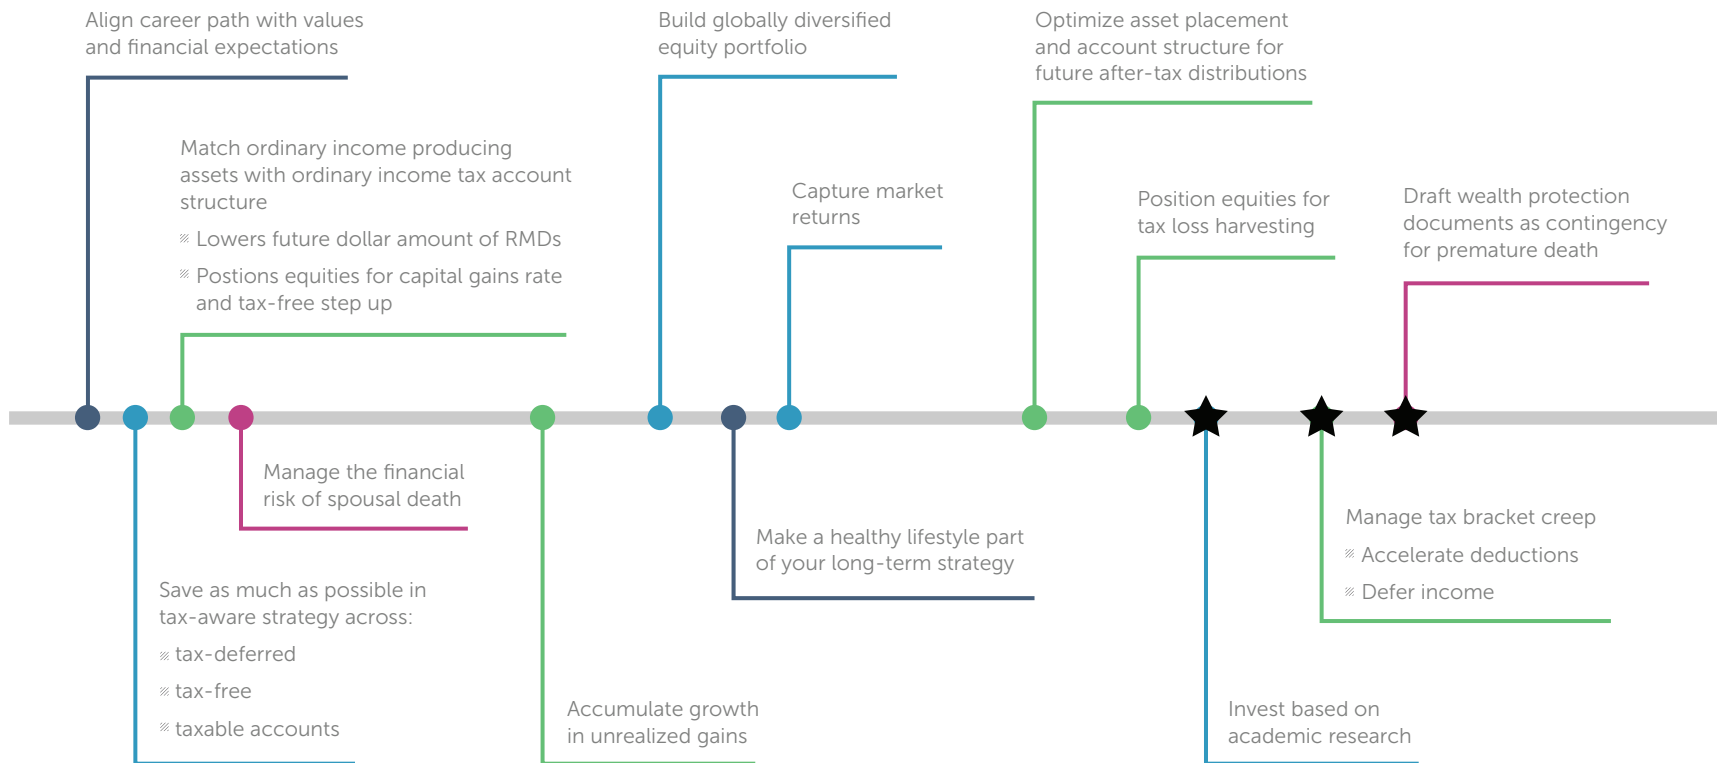 Align career path with values
and financial expectations
Match ordinary income producing
assets with ordinary income tax account
structure
Lowers future dollar amount of RMDs
Postions equities for capital gains rate
and tax-free step up
Build globally diversified
equity portfolio
Capture market
returns
Optimize asset placement
and account structure for
future after-tax distributions
Position equities for
tax loss harvesting
Draft wealth protection
documents as contingency
for premature death
Manage the financial
risk of spousal death
Save as much as possible in
tax-aware strategy across:
tax-deferred
tax-free
taxable accounts
Accumulate growth
in unrealized gains
Make a healthy lifestyle part
of your long-term strategy
Invest based on
academic research
Manage tax bracket creep
Accelerate deductions
Defer income